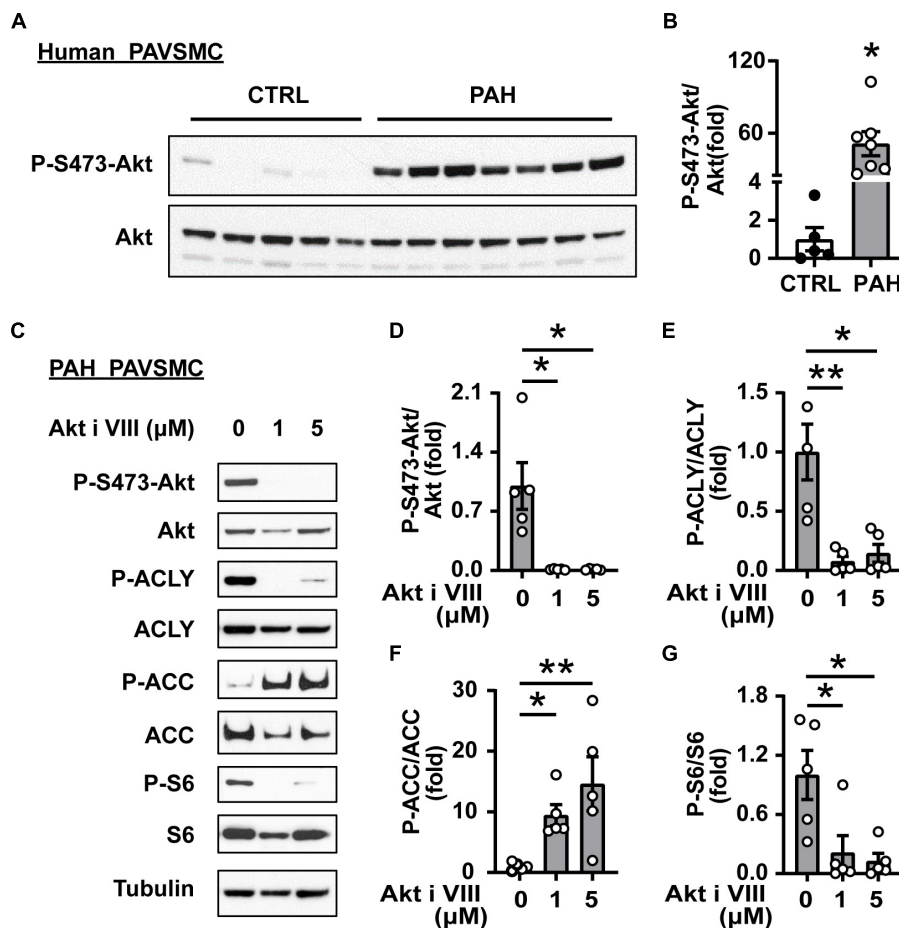 A
Human PAVSMC
CTRL PAH
P-S473-Akt
Akt
B
*
P-S473-Akt/
Akt(fold)
120
60
4
2
0
CTRL PAH
C
PAH PAVSMC
Akt i VIII (μM) 0 1 5
P-S473-Akt
Akt
P-ACLY
ACLY
P-ACC
ACC
P-S6
S6
Tubulin
D
*
*
P-S473-Akt/
Akt (fold)
2.1
1.4
0.7
0.0
Akt i VIII 0 1 5
(μM)
E
*
**
P-ACLY/ACLY
(fold)
1.5
1.0
0.5
0.0
Akt i VIII 0 1 5
(μM)
F
**
*
P-ACC/ACC
(fold)
30
20
10
0
Akt i VIII 0 1 5
(μM)
G
*
*
P-S6/S6
(fold)
1.8
1.2
0.6
0.0
Akt i VIII 0 1 5
(μM)